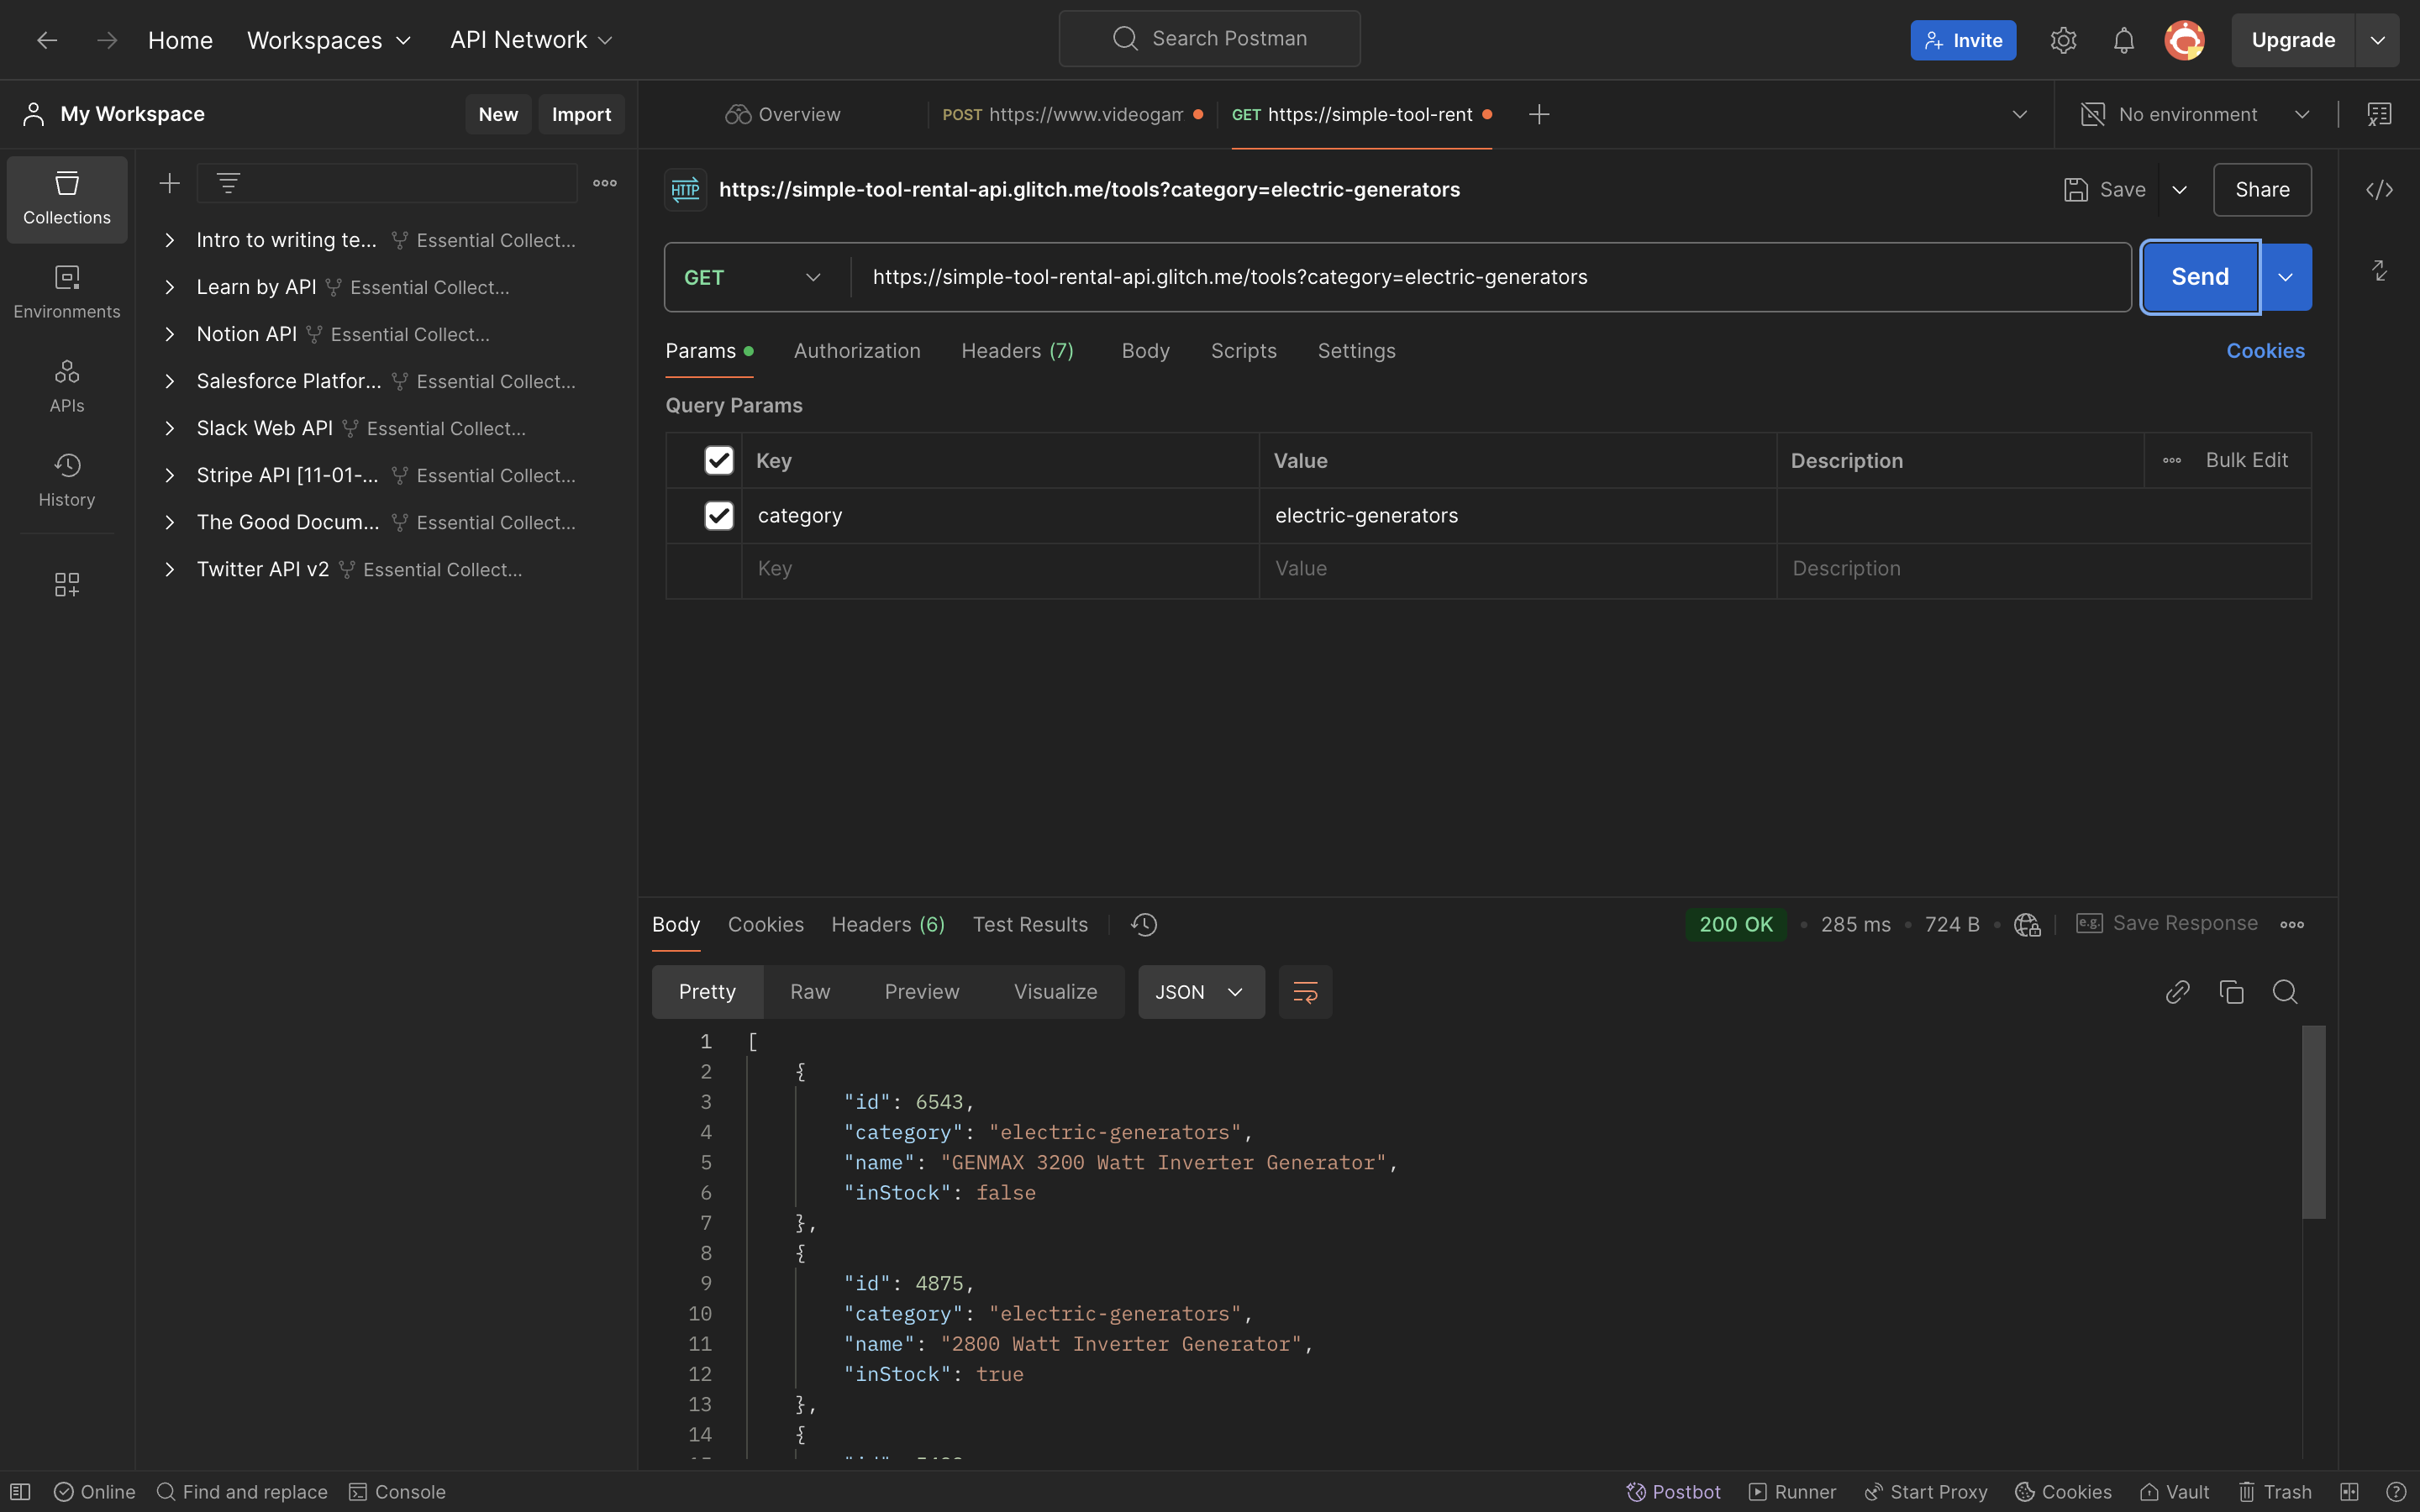 Home Workspaces API Network Search Postman Invite Upgrade
My Workspace New Import Overview POST https://www.videogam GET https://simple-tool-rent No environment
Collections
Environments
APIs
History
Intro to writing te... Essential Collect...
Learn by API Essential Collect...
Notion API Essential Collect...
Salesforce Platfor... Essential Collect...
Slack Web API Essential Collect...
Stripe API [11-01-... Essential Collect...
The Good Docum... Essential Collect...
Twitter API v2 Essential Collect...
HTTP https://simple-tool-rental-api.glitch.me/tools?category=electric-generators Save Share
GET https://simple-tool-rental-api.glitch.me/tools?category=electric-generators Send
Params Authorization Headers (7) Body Scripts Settings Cookies
Query Params
Key Value Description Bulk Edit
category electric-generators
Key Value Description
Body Cookies Headers (6) Test Results 200 OK 285 ms 724 B e.g. Save Response
Pretty Raw Preview Visualize JSON
1 [
2 {
3 "id": 6543,
4 "category": "electric-generators",
5 "name": "GENMAX 3200 Watt Inverter Generator",
6 "inStock": false
7 },
8 {
9 "id": 4875,
10 "category": "electric-generators",
11 "name": "2800 Watt Inverter Generator",
12 "inStock": true
13 },
14 {
Online Find and replace Console Postbot Runner Start Proxy Cookies Vault Trash